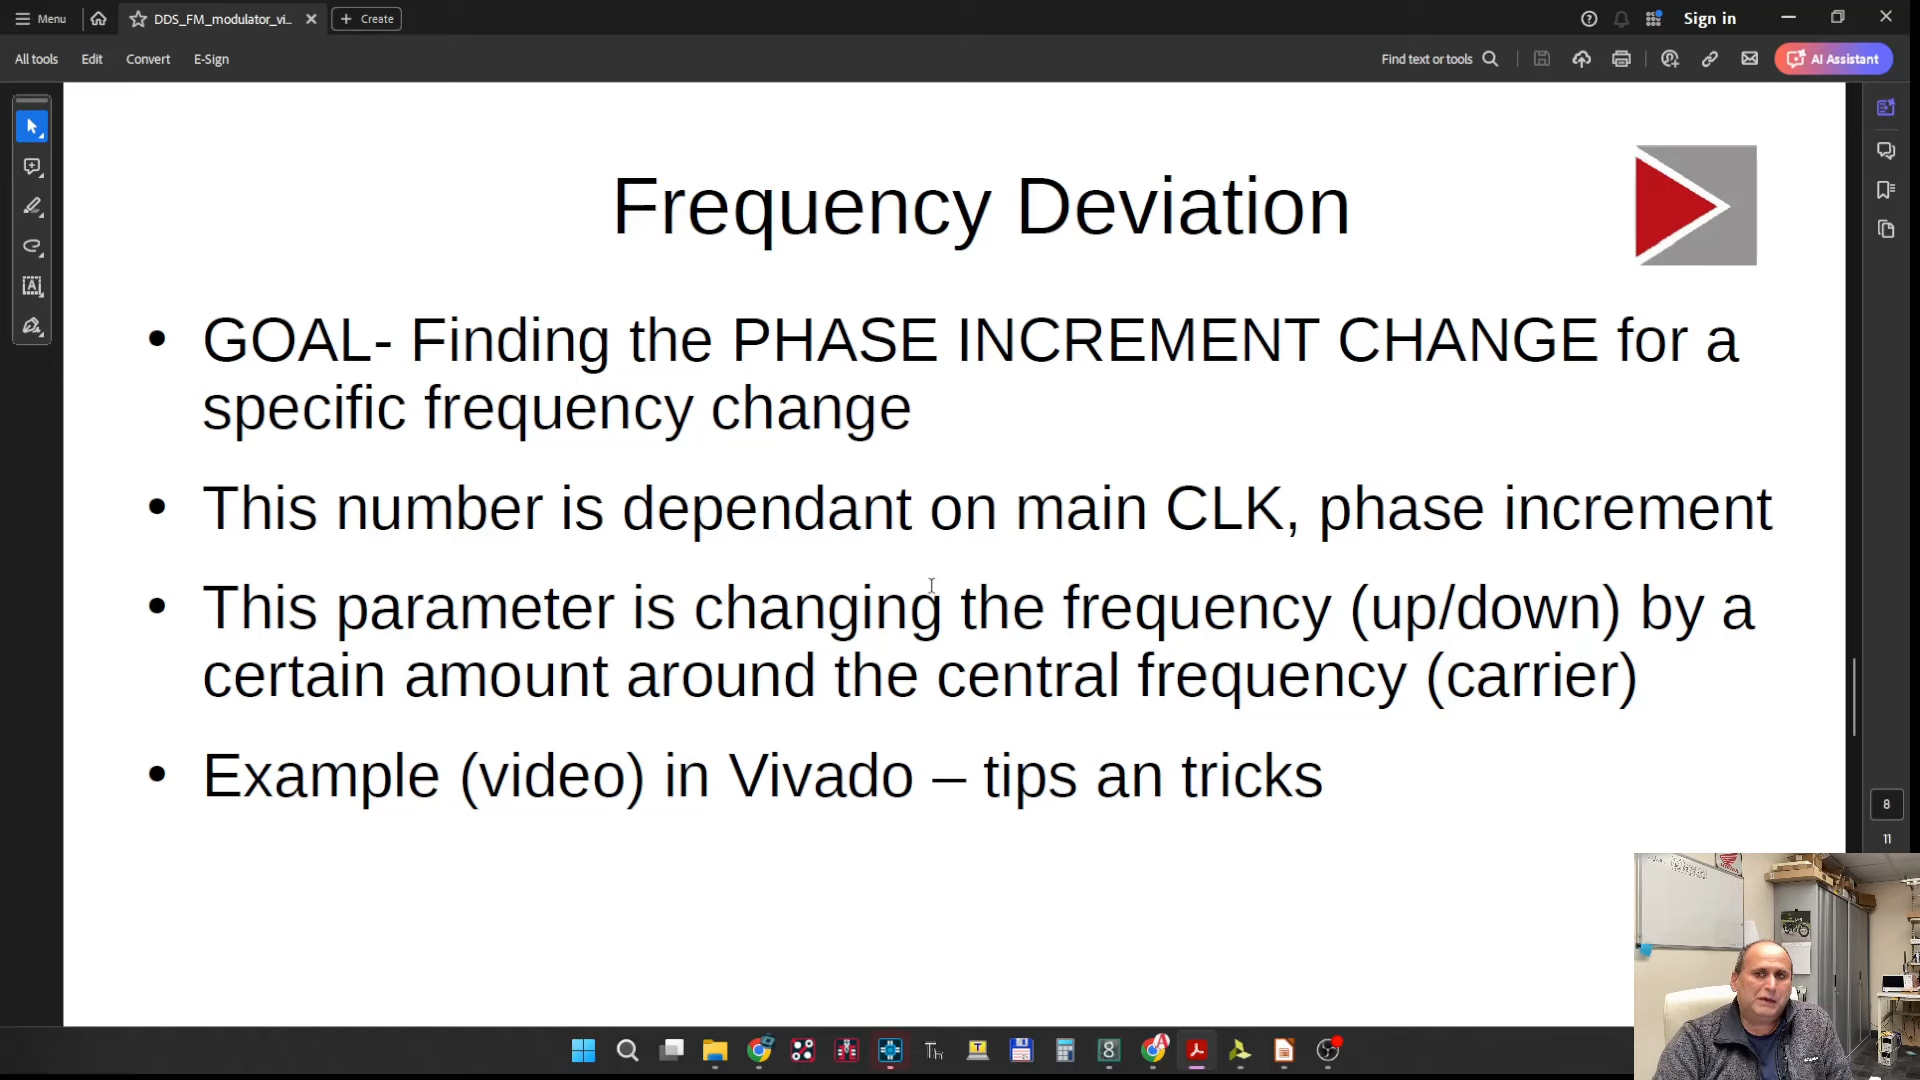 Menu
DDS_FM_modulator_vi...
Create
Sign in
All tools
Edit
Convert
E-Sign
Find text or tools
AI Assistant
Frequency Deviation
• GOAL- Finding the PHASE INCREMENT CHANGE for a
specific frequency change
• This number is dependant on main CLK, phase increment
• This parameter is changing the frequency (up/down) by a
certain amount around the central frequency (carrier)
• Example (video) in Vivado – tips an tricks
8
11